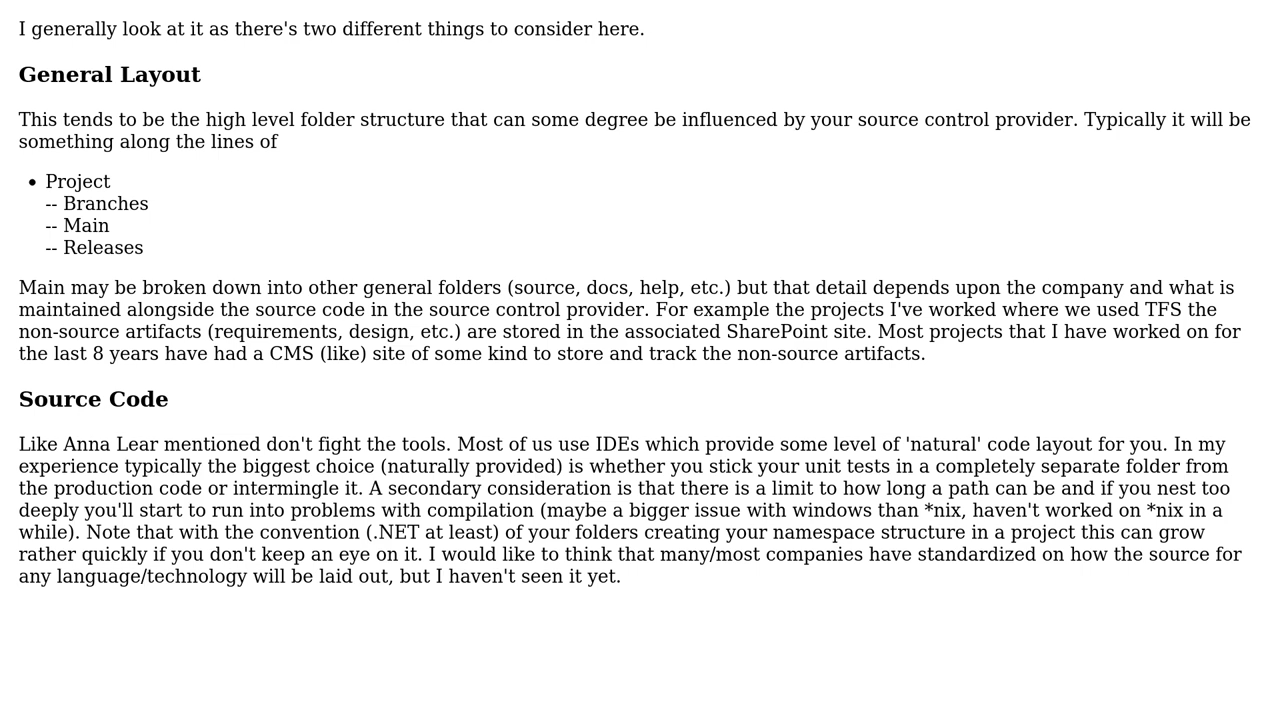 I generally look at it as there's two different things to consider here.
General Layout
This tends to be the high level folder structure that can some degree be influenced by your source control provider. Typically it will be
something along the lines of
• Project
-- Branches
-- Main
-- Releases
Main may be broken down into other general folders (source, docs, help, etc.) but that detail depends upon the company and what is
maintained alongside the source code in the source control provider. For example the projects I've worked where we used TFS the
non-source artifacts (requirements, design, etc.) are stored in the associated SharePoint site. Most projects that I have worked on for
the last 8 years have had a CMS (like) site of some kind to store and track the non-source artifacts.
Source Code
Like Anna Lear mentioned don't fight the tools. Most of us use IDEs which provide some level of 'natural' code layout for you. In my
experience typically the biggest choice (naturally provided) is whether you stick your unit tests in a completely separate folder from
the production code or intermingle it. A secondary consideration is that there is a limit to how long a path can be and if you nest too
deeply you'll start to run into problems with compilation (maybe a bigger issue with windows than *nix, haven't worked on *nix in a
while). Note that with the convention (.NET at least) of your folders creating your namespace structure in a project this can grow
rather quickly if you don't keep an eye on it. I would like to think that many/most companies have standardized on how the source for
any language/technology will be laid out, but I haven't seen it yet.